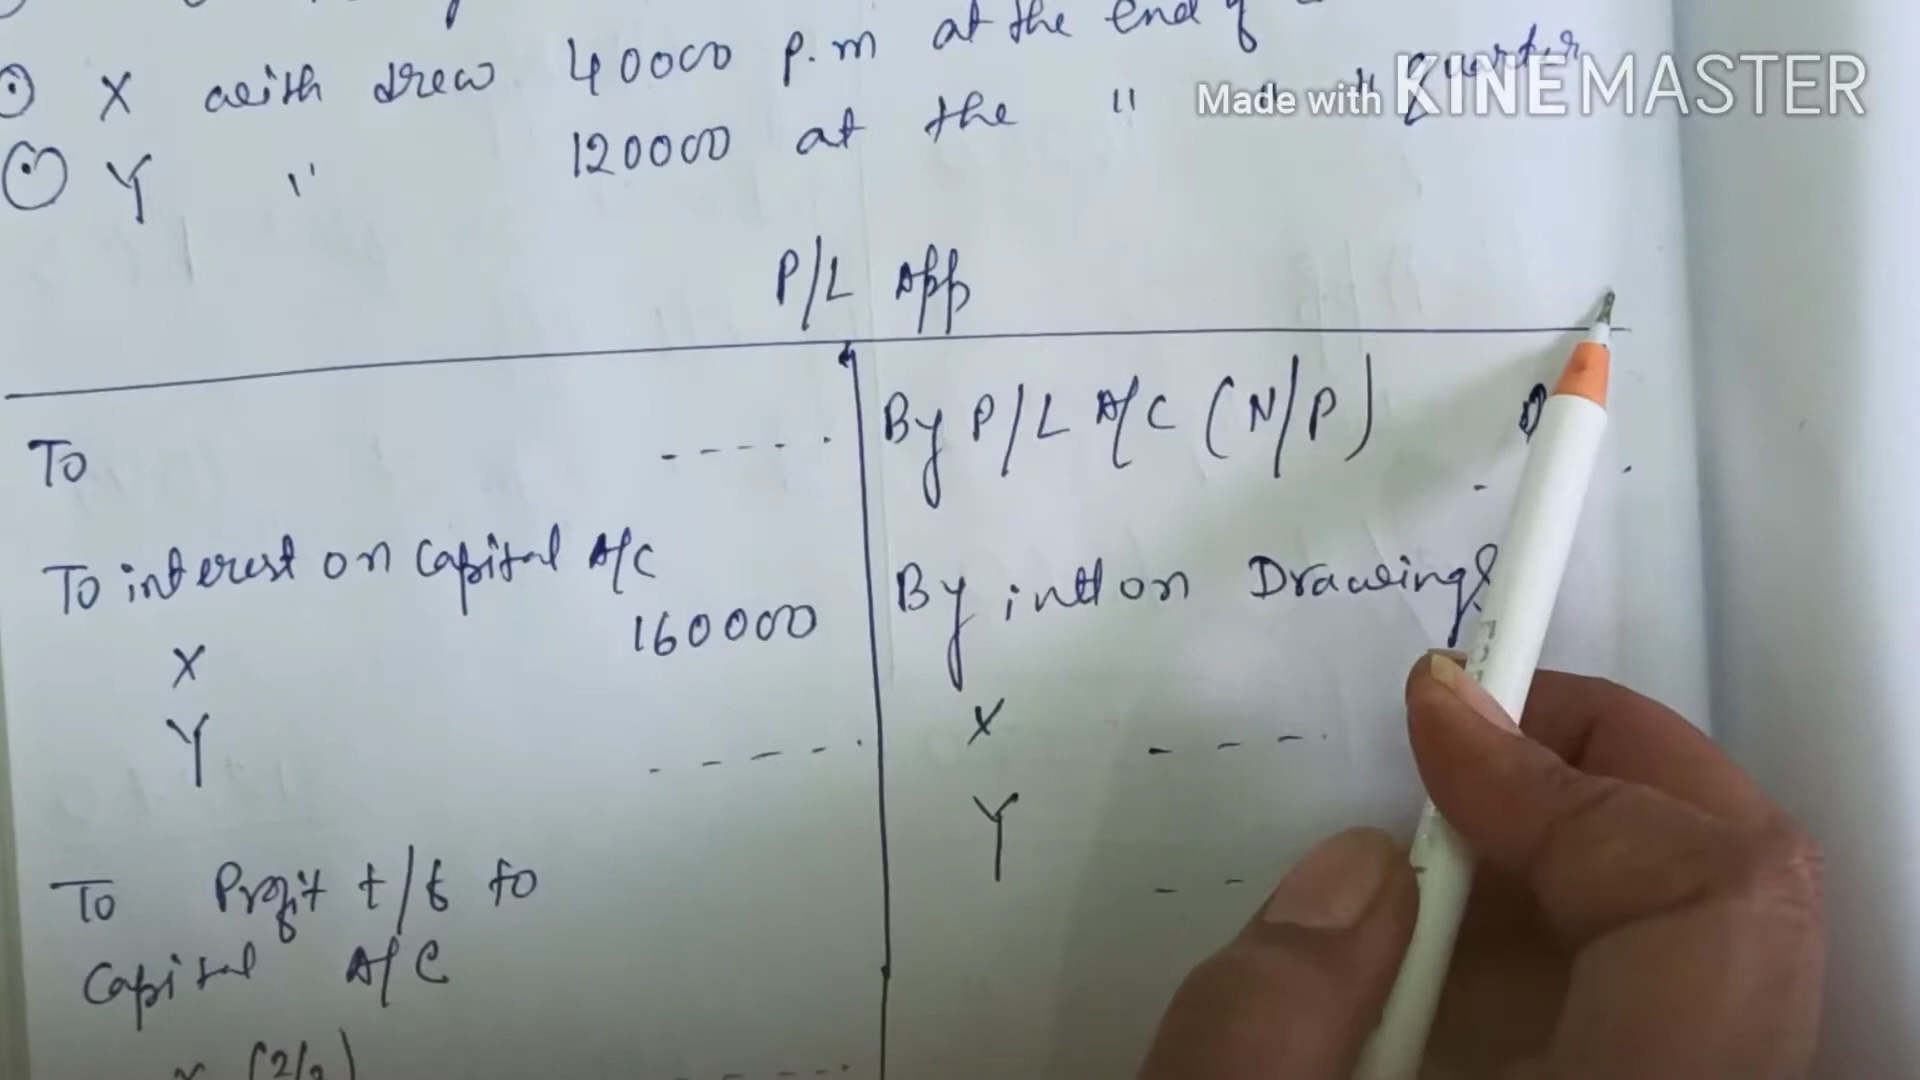 X with drew 40000 p.m at the end of
Y " 120000 at the " " " Quarter
Made with KINEMASTER
P/L App
To
To interest on Capital A/C
X 160000
Y
To Profit t/f to
Capital A/C
By P/L A/C (N/P)
By intt on Drawings
X
Y